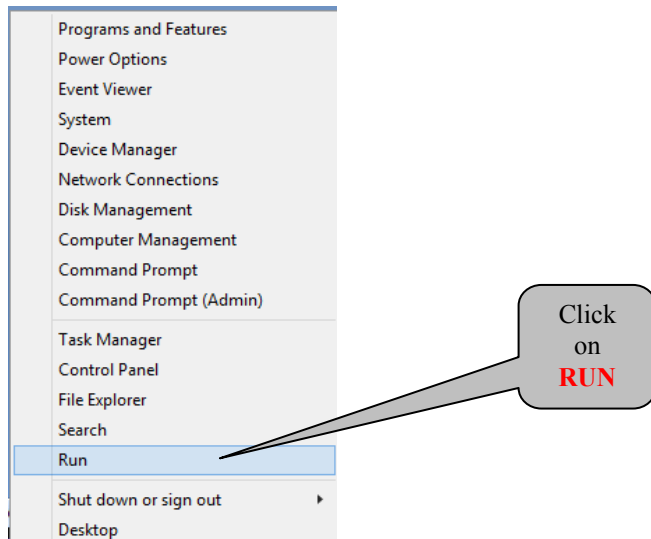 Programs and Features
Power Options
Event Viewer
System
Device Manager
Network Connections
Disk Management
Computer Management
Command Prompt
Command Prompt (Admin)
Task Manager
Control Panel
File Explorer
Search
Run
Shut down or sign out
Desktop
Click
on
RUN